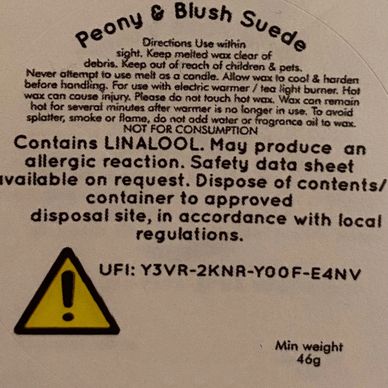 Peony & Blush Suede
Directions Use within
sight. Keep melted wax clear of
debris. Keep out of reach of children & pets.
Never attempt to use melt as a candle. Allow wax to cool & harden
before handling. For use with electric warmer / tea light burner. Hot
wax can cause injury. Please do not touch hot wax. Wax can remain
hot for several minutes after warmer is no longer in use. To avoid
splatter, smoke or flame, do not add water or fragrance oil to wax.
NOT FOR CONSUMPTION
Contains LINALOOL. May produce an
allergic reaction. Safety data sheet
available on request. Dispose of contents/
container to approved
disposal site, in accordance with local
regulations.
UFI: Y3VR-2KNR-Y00F-E4NV
Min weight
46g